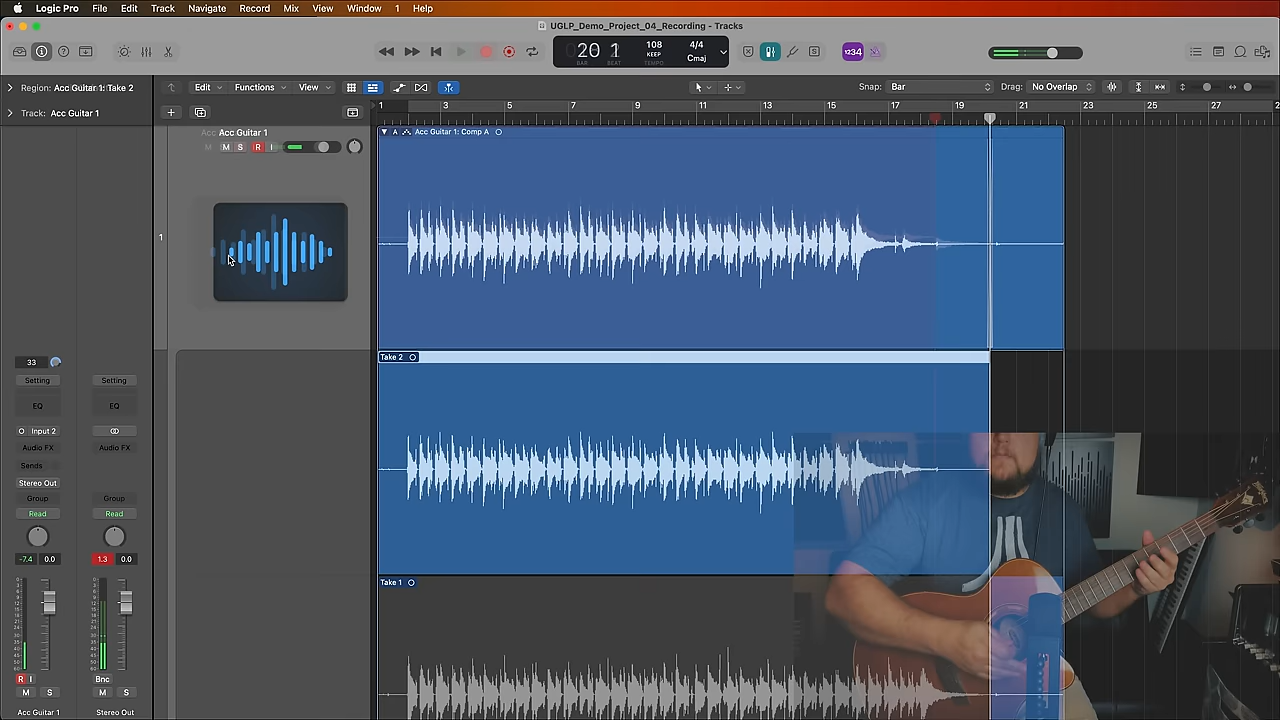 Logic Pro File Edit Track Navigate Record Mix View Window 1 Help
UGLP_Demo_Project_04_Recording - Tracks
20 1 108 4/4
KEEP Cmaj
BAR BEAT TEMPO
1234
Region: Acc Guitar 1: Take 2
Edit Functions View
Snap: Bar Drag: No Overlap
Track: Acc Guitar 1
1 3 5 7 9 11 13 15 17 19 21 23 25 27
Acc Guitar 1
M S R I
1
A Acc Guitar 1: Comp A
Take 2
Take 1
33
Setting Setting
EQ EQ
Input 2
Audio FX Audio FX
Sends
Stereo Out
Group Group
Read Read
-7.4 0.0 1.3 0.0
R I Bnc
M S M S
Acc Guitar 1 Stereo Out